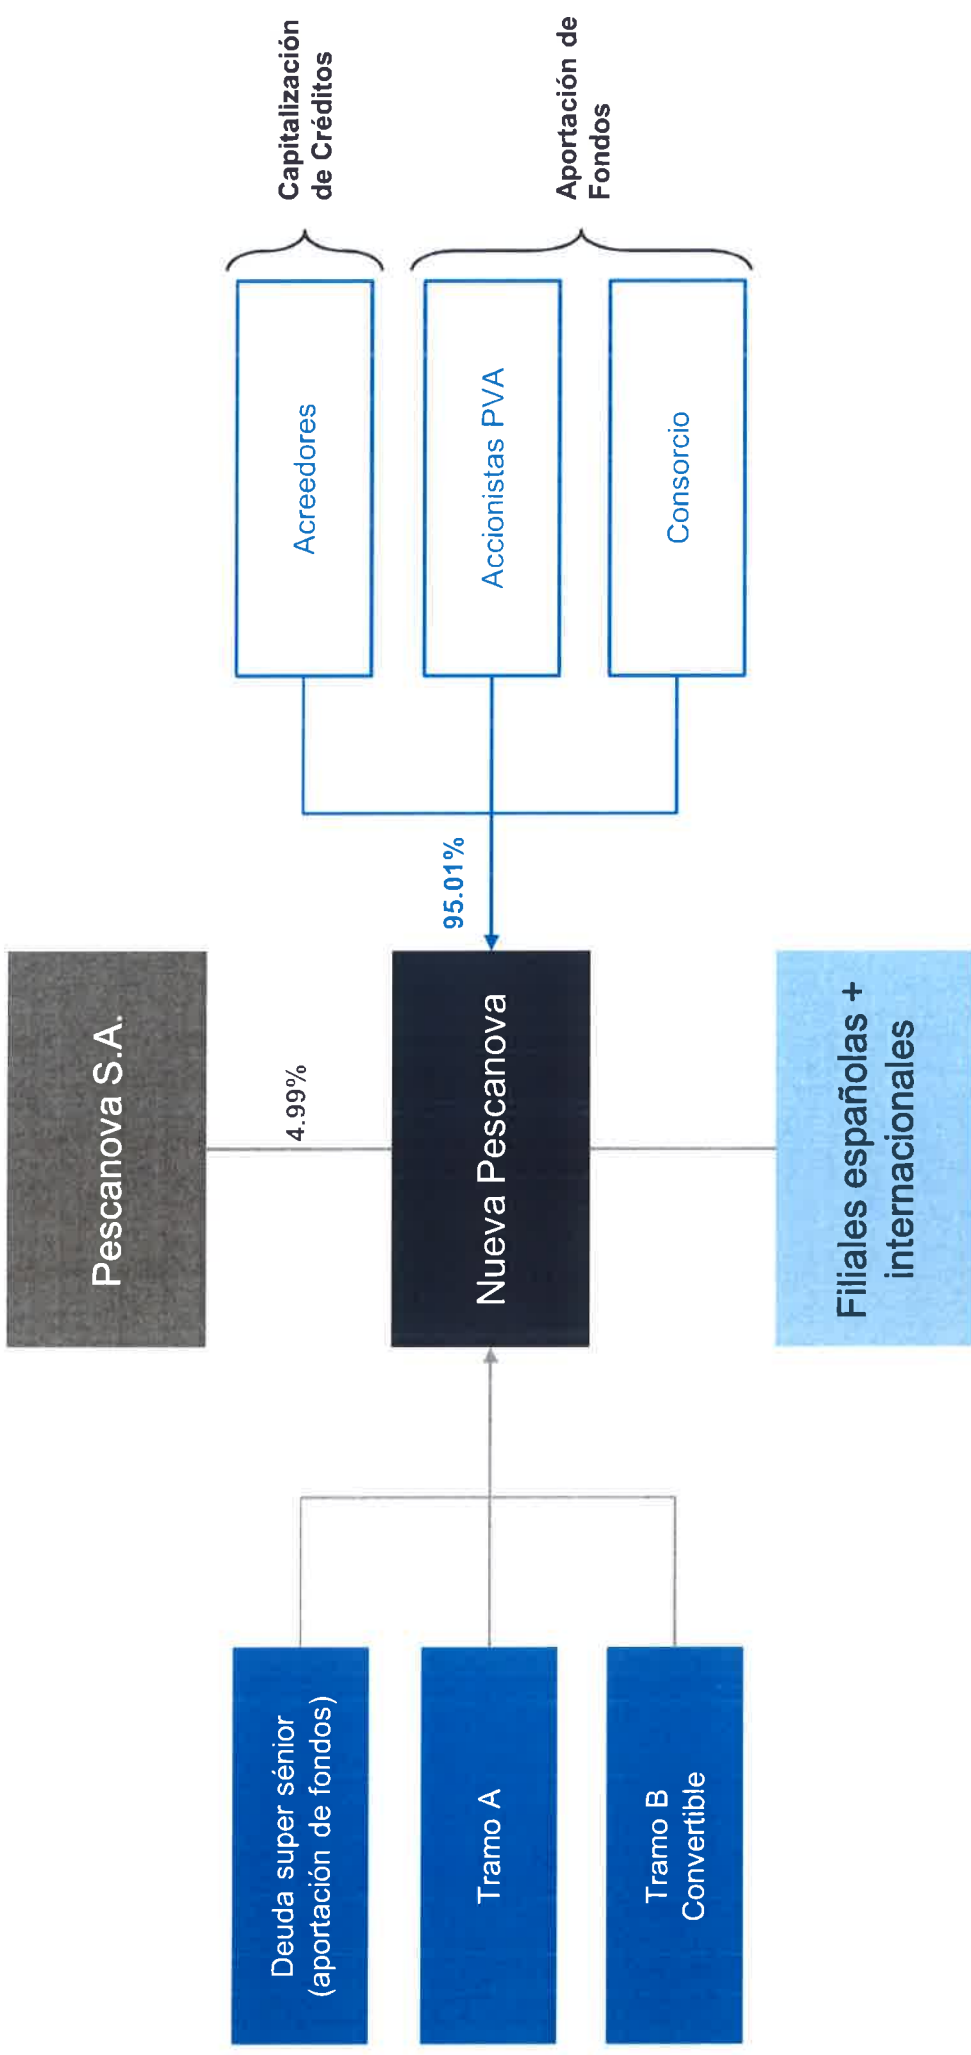 Pescanova S.A.
4.99%
Deuda super sénior
(aportación de fondos)
Tramo A
Tramo B
Convertible
Nueva Pescanova
95.01%
Acreedores
Accionistas PVA
Consorcio
Capitalización
de Créditos
Aportación de
Fondos
Filiales españolas +
internacionales